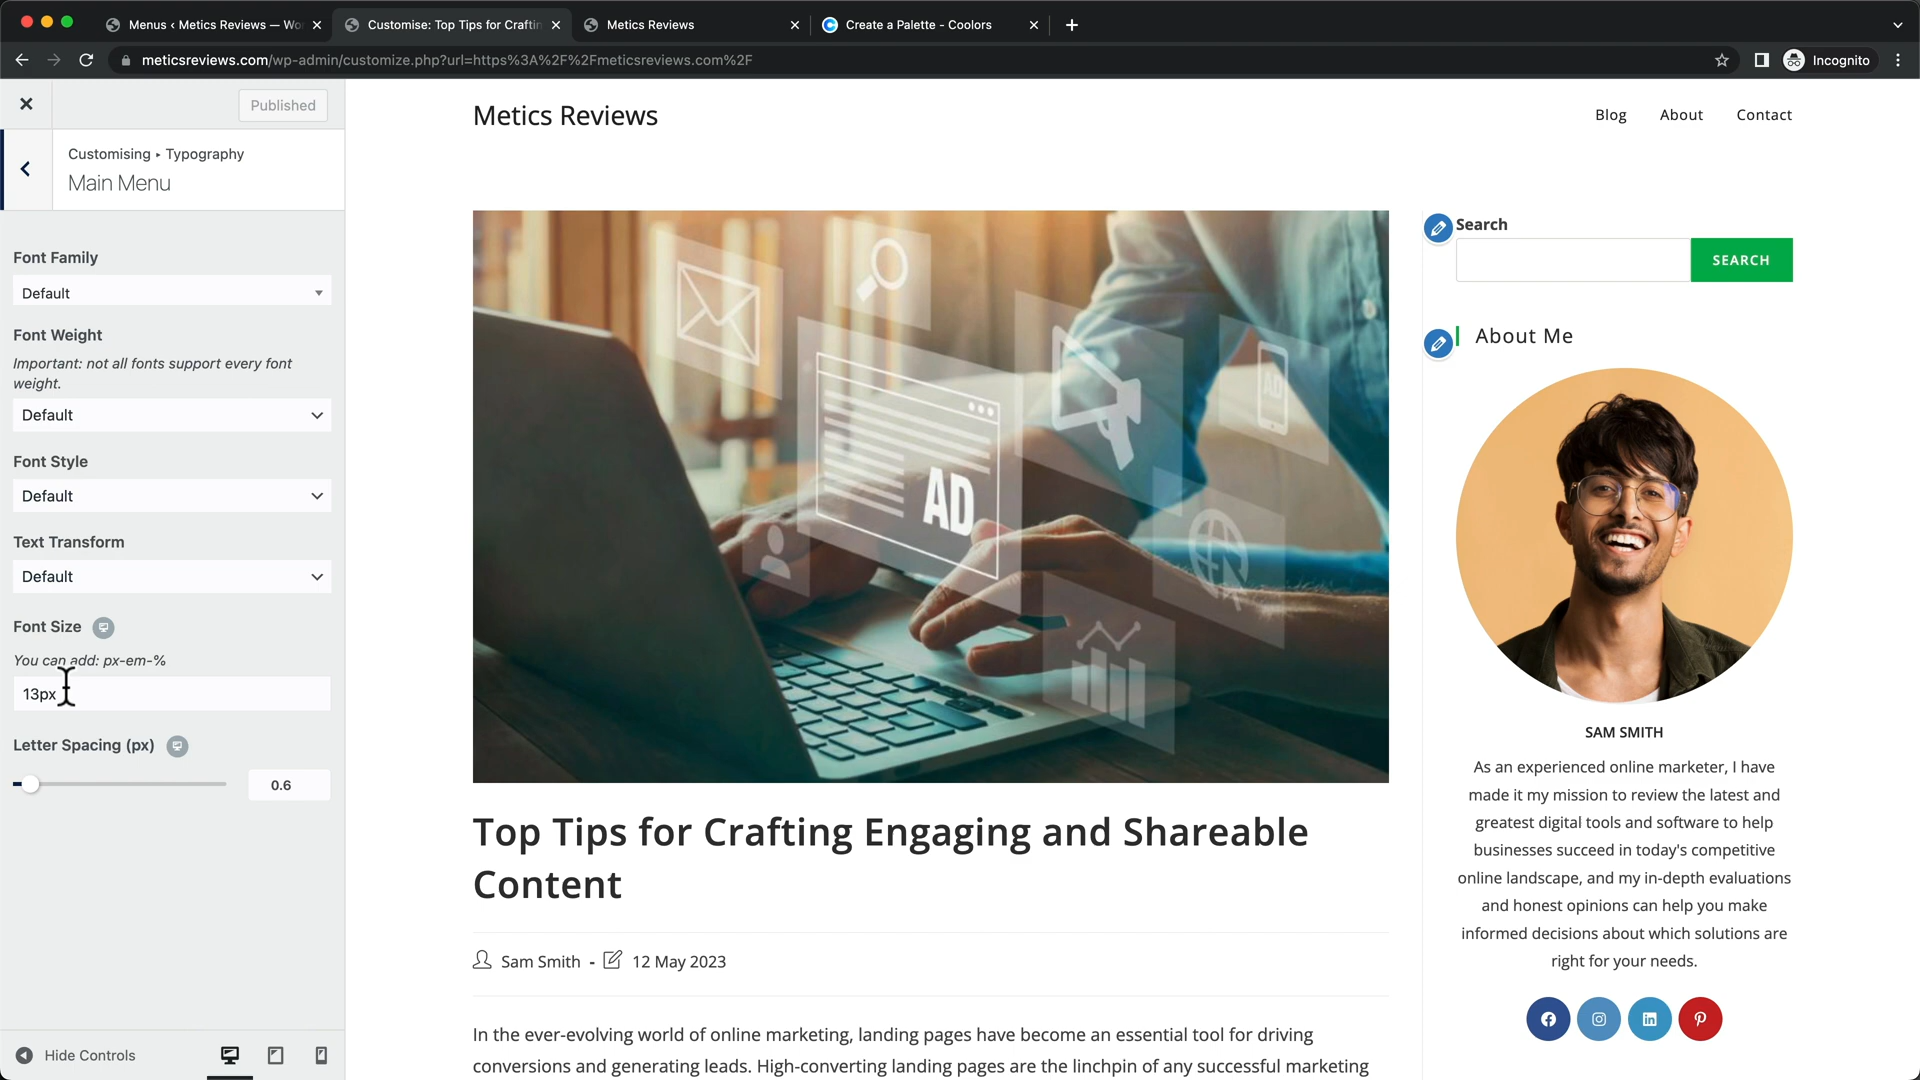 Menus ‹ Metics Reviews — Wo
Customise: Top Tips for Craftin
Metics Reviews
Create a Palette - Coolors
meticsreviews.com/wp-admin/customize.php?url=https%3A%2F%2Fmeticsreviews.com%2F
Incognito
Published
Customising ▸ Typography
Main Menu
Font Family
Default
Font Weight
Important: not all fonts support every font
weight.
Default
Font Style
Default
Text Transform
Default
Font Size
You can add: px-em-%
13px
Letter Spacing (px)
0.6
Hide Controls
Metics Reviews
Blog
About
Contact
AD
AD
Top Tips for Crafting Engaging and Shareable
Content
Sam Smith - 12 May 2023
In the ever-evolving world of online marketing, landing pages have become an essential tool for driving
conversions and generating leads. High-converting landing pages are the linchpin of any successful marketing
Search
SEARCH
About Me
SAM SMITH
As an experienced online marketer, I have
made it my mission to review the latest and
greatest digital tools and software to help
businesses succeed in today's competitive
online landscape, and my in-depth evaluations
and honest opinions can help you make
informed decisions about which solutions are
right for your needs.